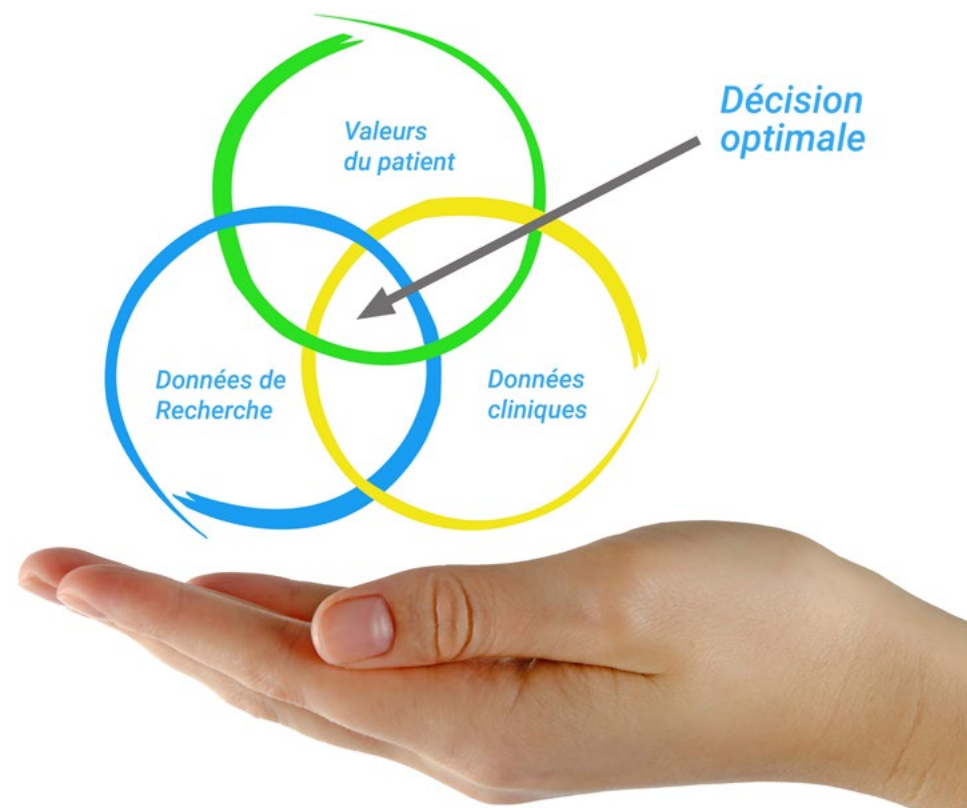 Valeurs
du patient
Décision
optimale
Données de
Recherche
Données
cliniques